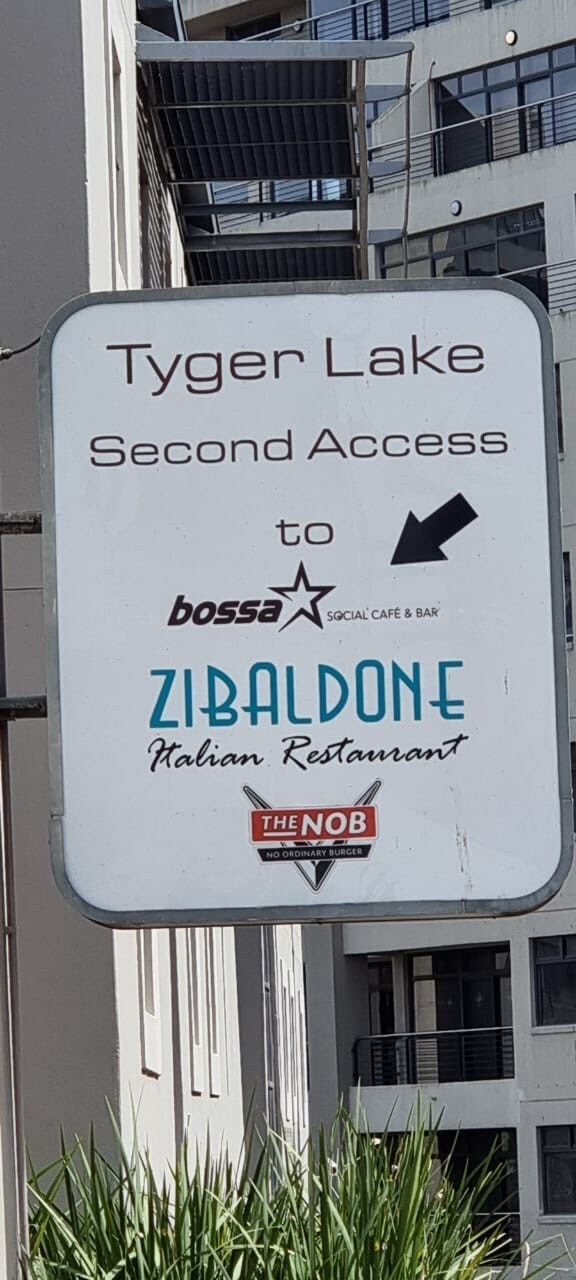 Tyger Lake
Second Access
to
bossa SOCIAL CAFÉ & BAR
ZIBALDONE
Italian Restaurant
THE NOB
NO ORDINARY BURGER